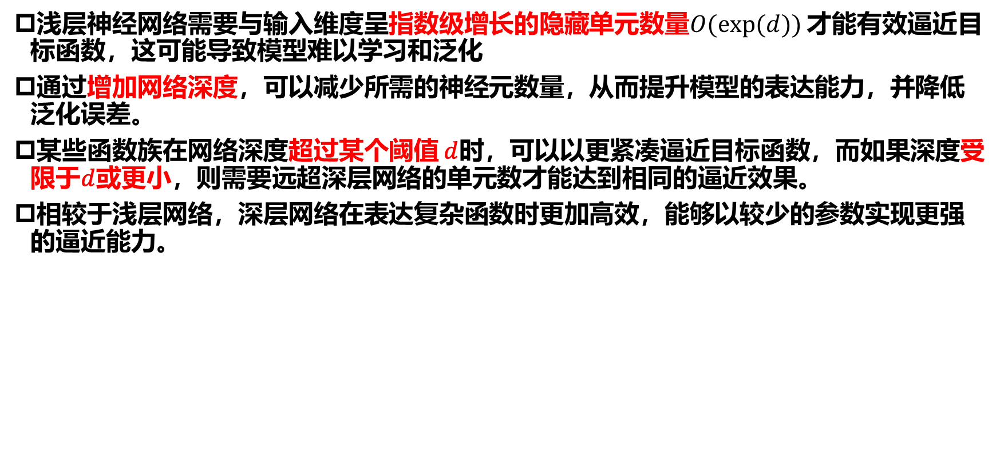 □浅层神经网络需要与输入维度呈指数级增长的隐藏单元数量O(exp(d)) 才能有效逼近目
标函数，这可能导致模型难以学习和泛化
□通过增加网络深度，可以减少所需的神经元数量，从而提升模型的表达能力，并降低
泛化误差。
□某些函数族在网络深度超过某个阈值 d时，可以以更紧凑逼近目标函数，而如果深度受
限于d或更小，则需要远超深层网络的单元数才能达到相同的逼近效果。
□相较于浅层网络，深层网络在表达复杂函数时更加高效，能够以较少的参数实现更强
的逼近能力。